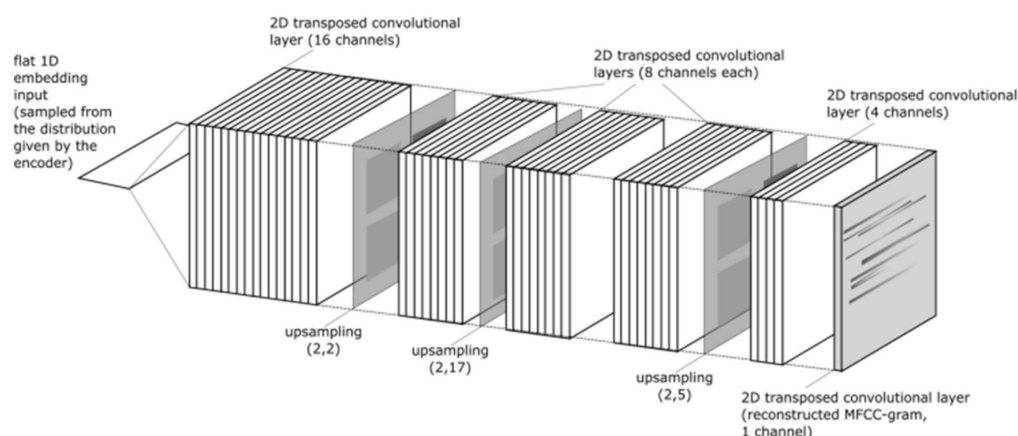 2D transposed convolutional
layer (16 channels)
flat 1D
embedding
input
(sampled from
the distribution
given by the
encoder)
2D transposed convolutional
layers (8 channels each)
2D transposed convolutional
layer (4 channels)
upsampling
(2,2)
upsampling
(2,17)
upsampling
(2,5)
2D transposed convolutional layer
(reconstructed MFCC-gram,
1 channel)